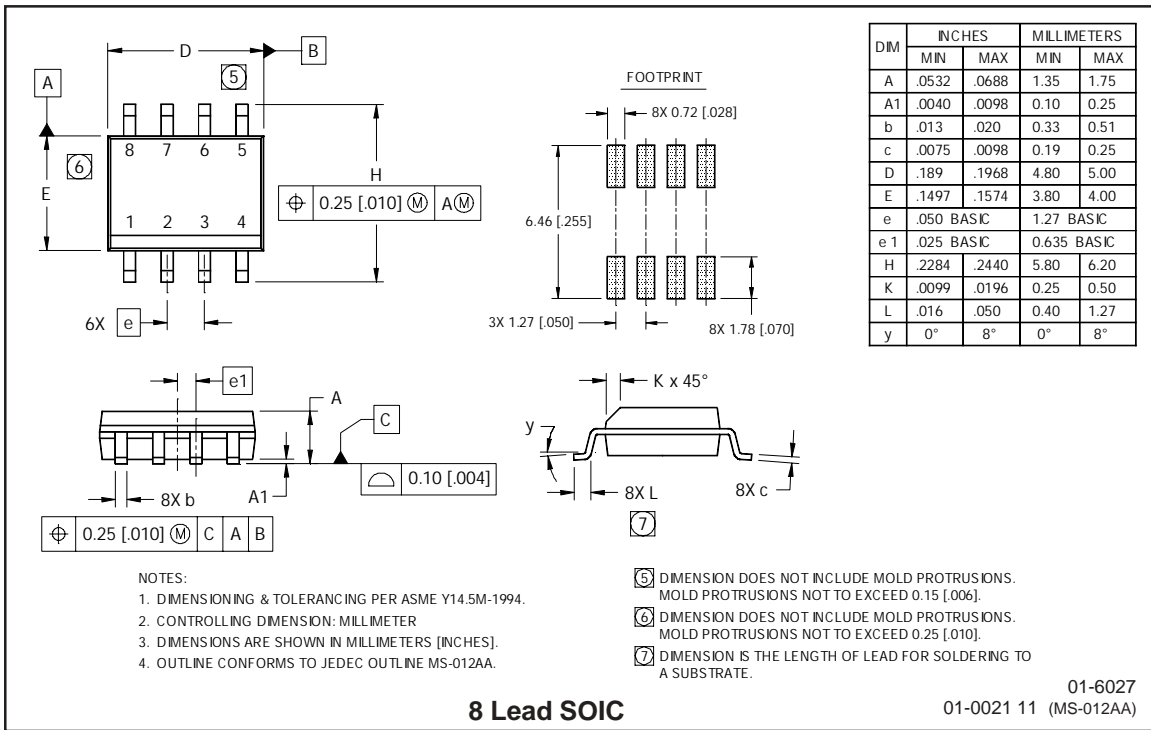 D
B
5
A
8 7 6 5
6
E
H
⌖ 0.25 [.010] Ⓜ A Ⓜ
1 2 3 4
6X e
FOOTPRINT
8X 0.72 [.028]
6.46 [.255]
3X 1.27 [.050]
8X 1.78 [.070]
DIM INCHES MILLIMETERS
MIN MAX MIN MAX
A .0532 .0688 1.35 1.75
A1 .0040 .0098 0.10 0.25
b .013 .020 0.33 0.51
c .0075 .0098 0.19 0.25
D .189 .1968 4.80 5.00
E .1497 .1574 3.80 4.00
e .050 BASIC 1.27 BASIC
e 1 .025 BASIC 0.635 BASIC
H .2284 .2440 5.80 6.20
K .0099 .0196 0.25 0.50
L .016 .050 0.40 1.27
y 0° 8° 0° 8°
e1
A
C
8X b
A1
⌓ 0.10 [.004]
⌖ 0.25 [.010] Ⓜ C A B
K x 45°
y
8X L
7
8X c
NOTES:
1. DIMENSIONING & TOLERANCING PER ASME Y14.5M-1994.
2. CONTROLLING DIMENSION: MILLIMETER
3. DIMENSIONS ARE SHOWN IN MILLIMETERS [INCHES].
4. OUTLINE CONFORMS TO JEDEC OUTLINE MS-012AA.
5 DIMENSION DOES NOT INCLUDE MOLD PROTRUSIONS.
MOLD PROTRUSIONS NOT TO EXCEED 0.15 [.006].
6 DIMENSION DOES NOT INCLUDE MOLD PROTRUSIONS.
MOLD PROTRUSIONS NOT TO EXCEED 0.25 [.010].
7 DIMENSION IS THE LENGTH OF LEAD FOR SOLDERING TO
A SUBSTRATE.
8 Lead SOIC
01-6027
01-0021 11 (MS-012AA)